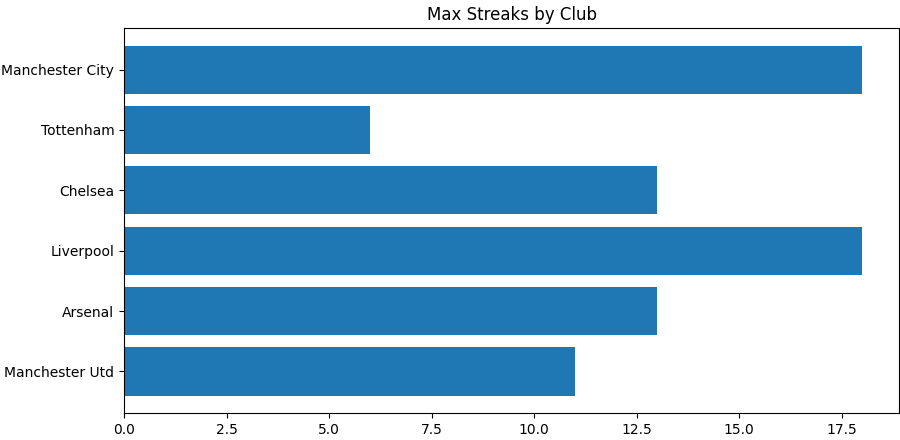 Max Streaks by Club
Manchester City
Tottenham
Chelsea
Liverpool
Arsenal
Manchester Utd
0.0 2.5 5.0 7.5 10.0 12.5 15.0 17.5